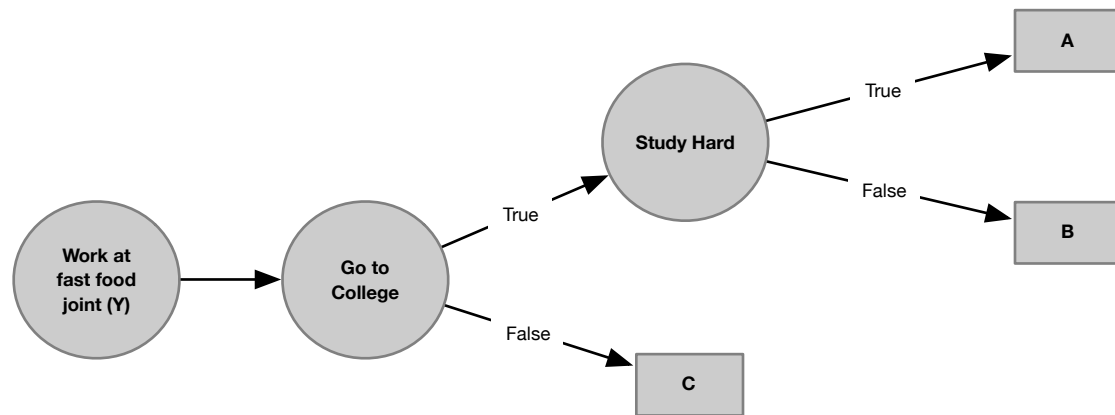 Work at
fast food
joint (Y)
Go to
College
True
False
Study Hard
True
False
A
B
C